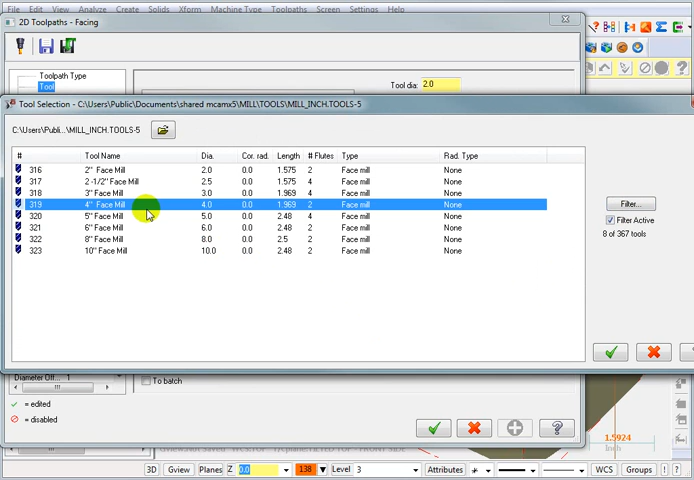 File Edit View Analyze Create Solids Xform Machine Type Toolpaths Screen Settings Help
2D Toolpaths - Facing
Toolpath Type
Tool
Tool dia: 2.0
Tool Selection - C:\Users\Public\Documents\shared mcamx5\MILL\TOOLS\MILL_INCH.TOOLS-5
C:\Users\Publi...\MILL_INCH.TOOLS-5
# Tool Name Dia. Cor. rad. Length # Flutes Type Rad. Type
316 2" Face Mill 2.0 0.0 1.575 2 Face mill None
317 2 -1/2" Face Mill 2.5 0.0 1.575 4 Face mill None
318 3" Face Mill 3.0 0.0 1.969 4 Face mill None
319 4" Face Mill 4.0 0.0 1.969 2 Face mill None
320 5" Face Mill 5.0 0.0 2.48 4 Face mill None
321 6" Face Mill 6.0 0.0 2.48 2 Face mill None
322 8" Face Mill 8.0 0.0 2.5 2 Face mill None
323 10" Face Mill 10.0 0.0 2.48 2 Face mill None
Filter...
Filter Active
8 of 367 tools
Diameter Off... 1
To batch
= edited
= disabled
1.5924
Inch
3D Gview Planes Z 0.0 138 Level 3 Attributes WCS Groups ! ?